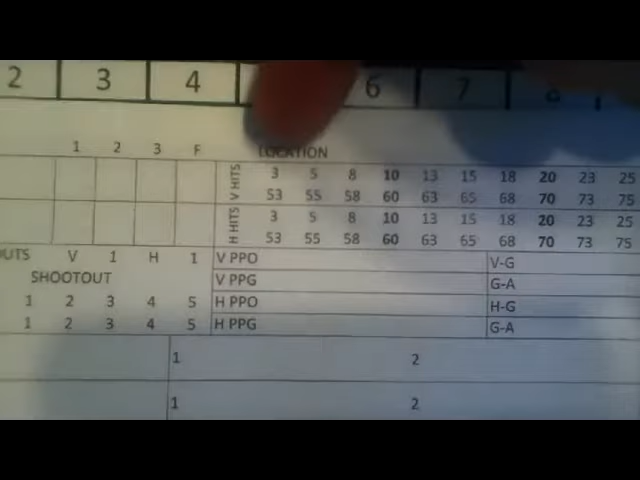 2 3 4 6 7
1 2 3 F LOCATION
V HITS 3 5 8 10 13 15 18 20 23 25
53 55 58 60 63 65 68 70 73 75
H HITS 3 5 8 10 13 15 18 20 23 25
53 55 58 60 63 65 68 70 73 75
OUTS V 1 H 1 V PPO V-G
SHOOTOUT V PPG G-A
1 2 3 4 5 H PPO H-G
1 2 3 4 5 H PPG G-A
1 2
1 2